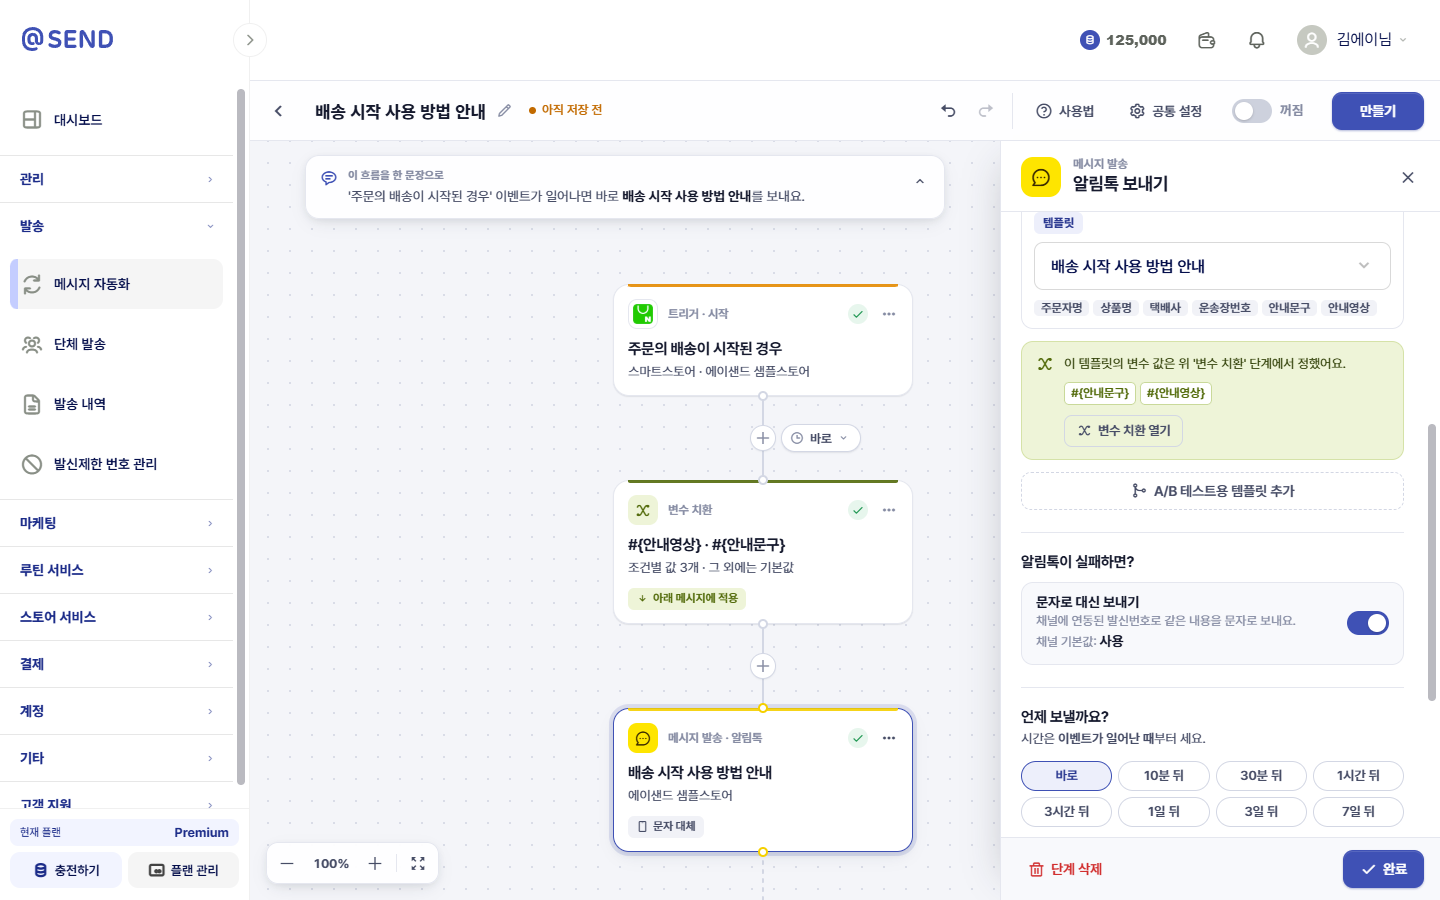 @SEND
125,000
김에이님
대시보드
관리
발송
메시지 자동화
단체 발송
발송 내역
발신제한 번호 관리
마케팅
루틴 서비스
스토어 서비스
결제
계정
기타
고객 지원
현재 플랜
Premium
충전하기
플랜 관리
배송 시작 사용 방법 안내
아직 저장 전
사용법
공통 설정
꺼짐
만들기
이 흐름을 한 문장으로
'주문의 배송이 시작된 경우' 이벤트가 일어나면 바로 배송 시작 사용 방법 안내를 보내요.
트리거 · 시작
주문의 배송이 시작된 경우
스마트스토어 · 에이샌드 샘플스토어
바로
변수 치환
#{안내영상} · #{안내문구}
조건별 값 3개 · 그 외에는 기본값
아래 메시지에 적용
메시지 발송 · 알림톡
배송 시작 사용 방법 안내
에이샌드 샘플스토어
문자 대체
100%
메시지 발송
알림톡 보내기
템플릿
배송 시작 사용 방법 안내
주문자명 상품명 택배사 운송장번호 안내문구 안내영상
이 템플릿의 변수 값은 위 '변수 치환' 단계에서 정했어요.
#{안내문구} #{안내영상}
변수 치환 열기
A/B 테스트용 템플릿 추가
알림톡이 실패하면?
문자로 대신 보내기
채널에 연동된 발신번호로 같은 내용을 문자로 보내요.
채널 기본값: 사용
언제 보낼까요?
시간은 이벤트가 일어난 때부터 세요.
바로 10분 뒤 30분 뒤 1시간 뒤
3시간 뒤 1일 뒤 3일 뒤 7일 뒤
단계 삭제
완료